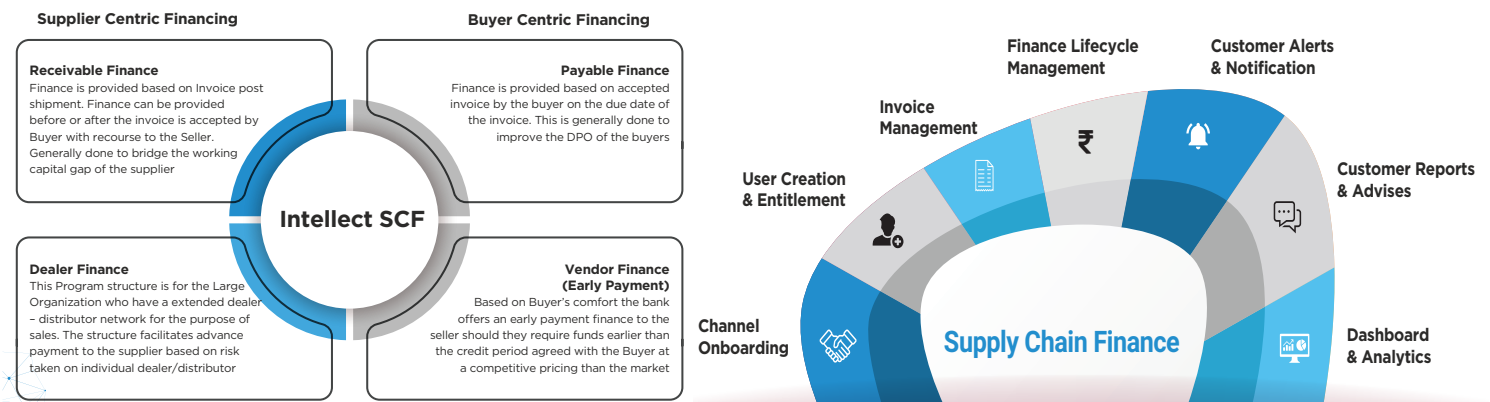 Supplier Centric Financing
Buyer Centric Financing
Receivable Finance
Finance is provided based on Invoice post
shipment. Finance can be provided
before or after the invoice is accepted by
Buyer with recourse to the Seller.
Generally done to bridge the working
capital gap of the supplier
Payable Finance
Finance is provided based on accepted
invoice by the buyer on the due date of
the invoice. This is generally done to
improve the DPO of the buyers
Intellect SCF
Dealer Finance
This Program structure is for the Large
Organization who have a extended dealer
– distributor network for the purpose of
sales. The structure facilitates advance
payment to the supplier based on risk
taken on individual dealer/distributor
Vendor Finance
(Early Payment)
Based on Buyer's comfort the bank
offers an early payment finance to the
seller should they require funds earlier than
the credit period agreed with the Buyer at
a competitive pricing than the market
Channel
Onboarding
User Creation
& Entitlement
Invoice
Management
Finance Lifecycle
Management
₹
Customer Alerts
& Notification
Customer Reports
& Advises
Dashboard
& Analytics
Supply Chain Finance